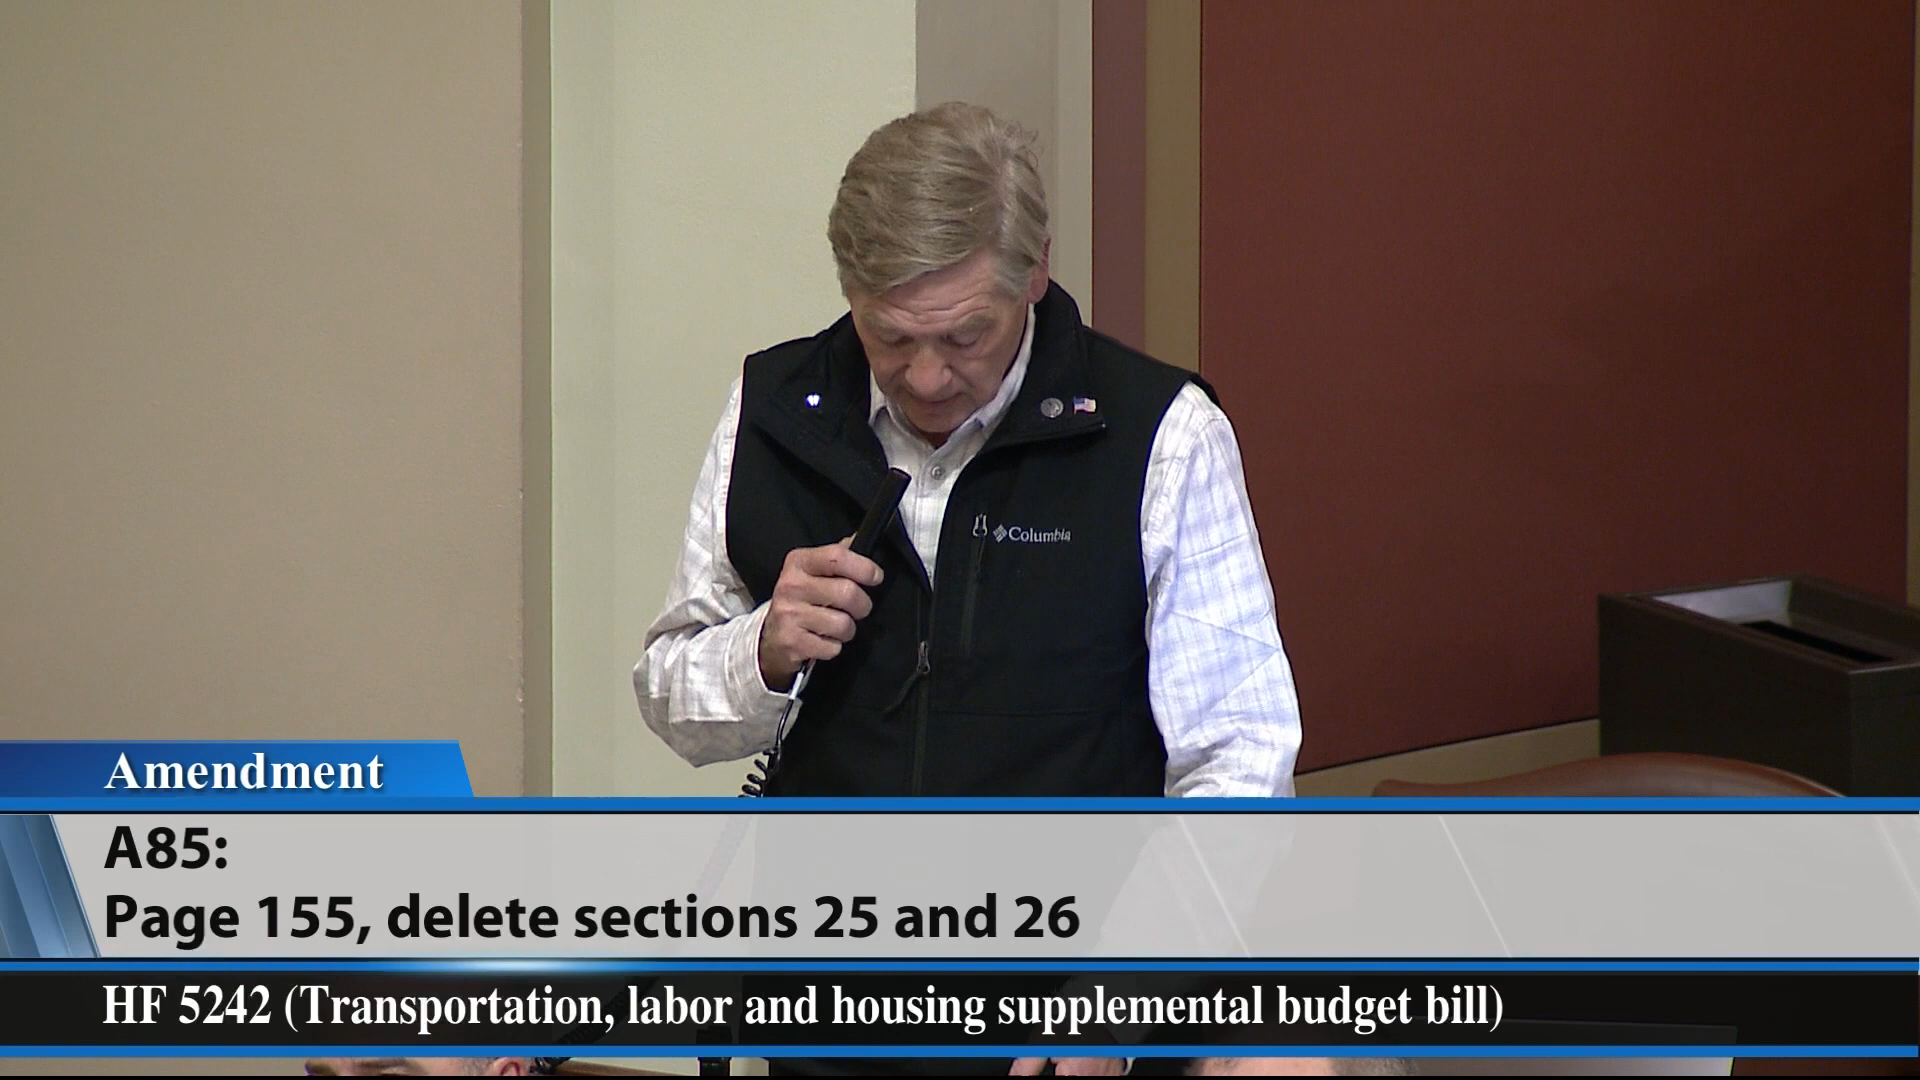 Columbia
Amendment
A85:
Page 155, delete sections 25 and 26
HF 5242 (Transportation, labor and housing supplemental budget bill)